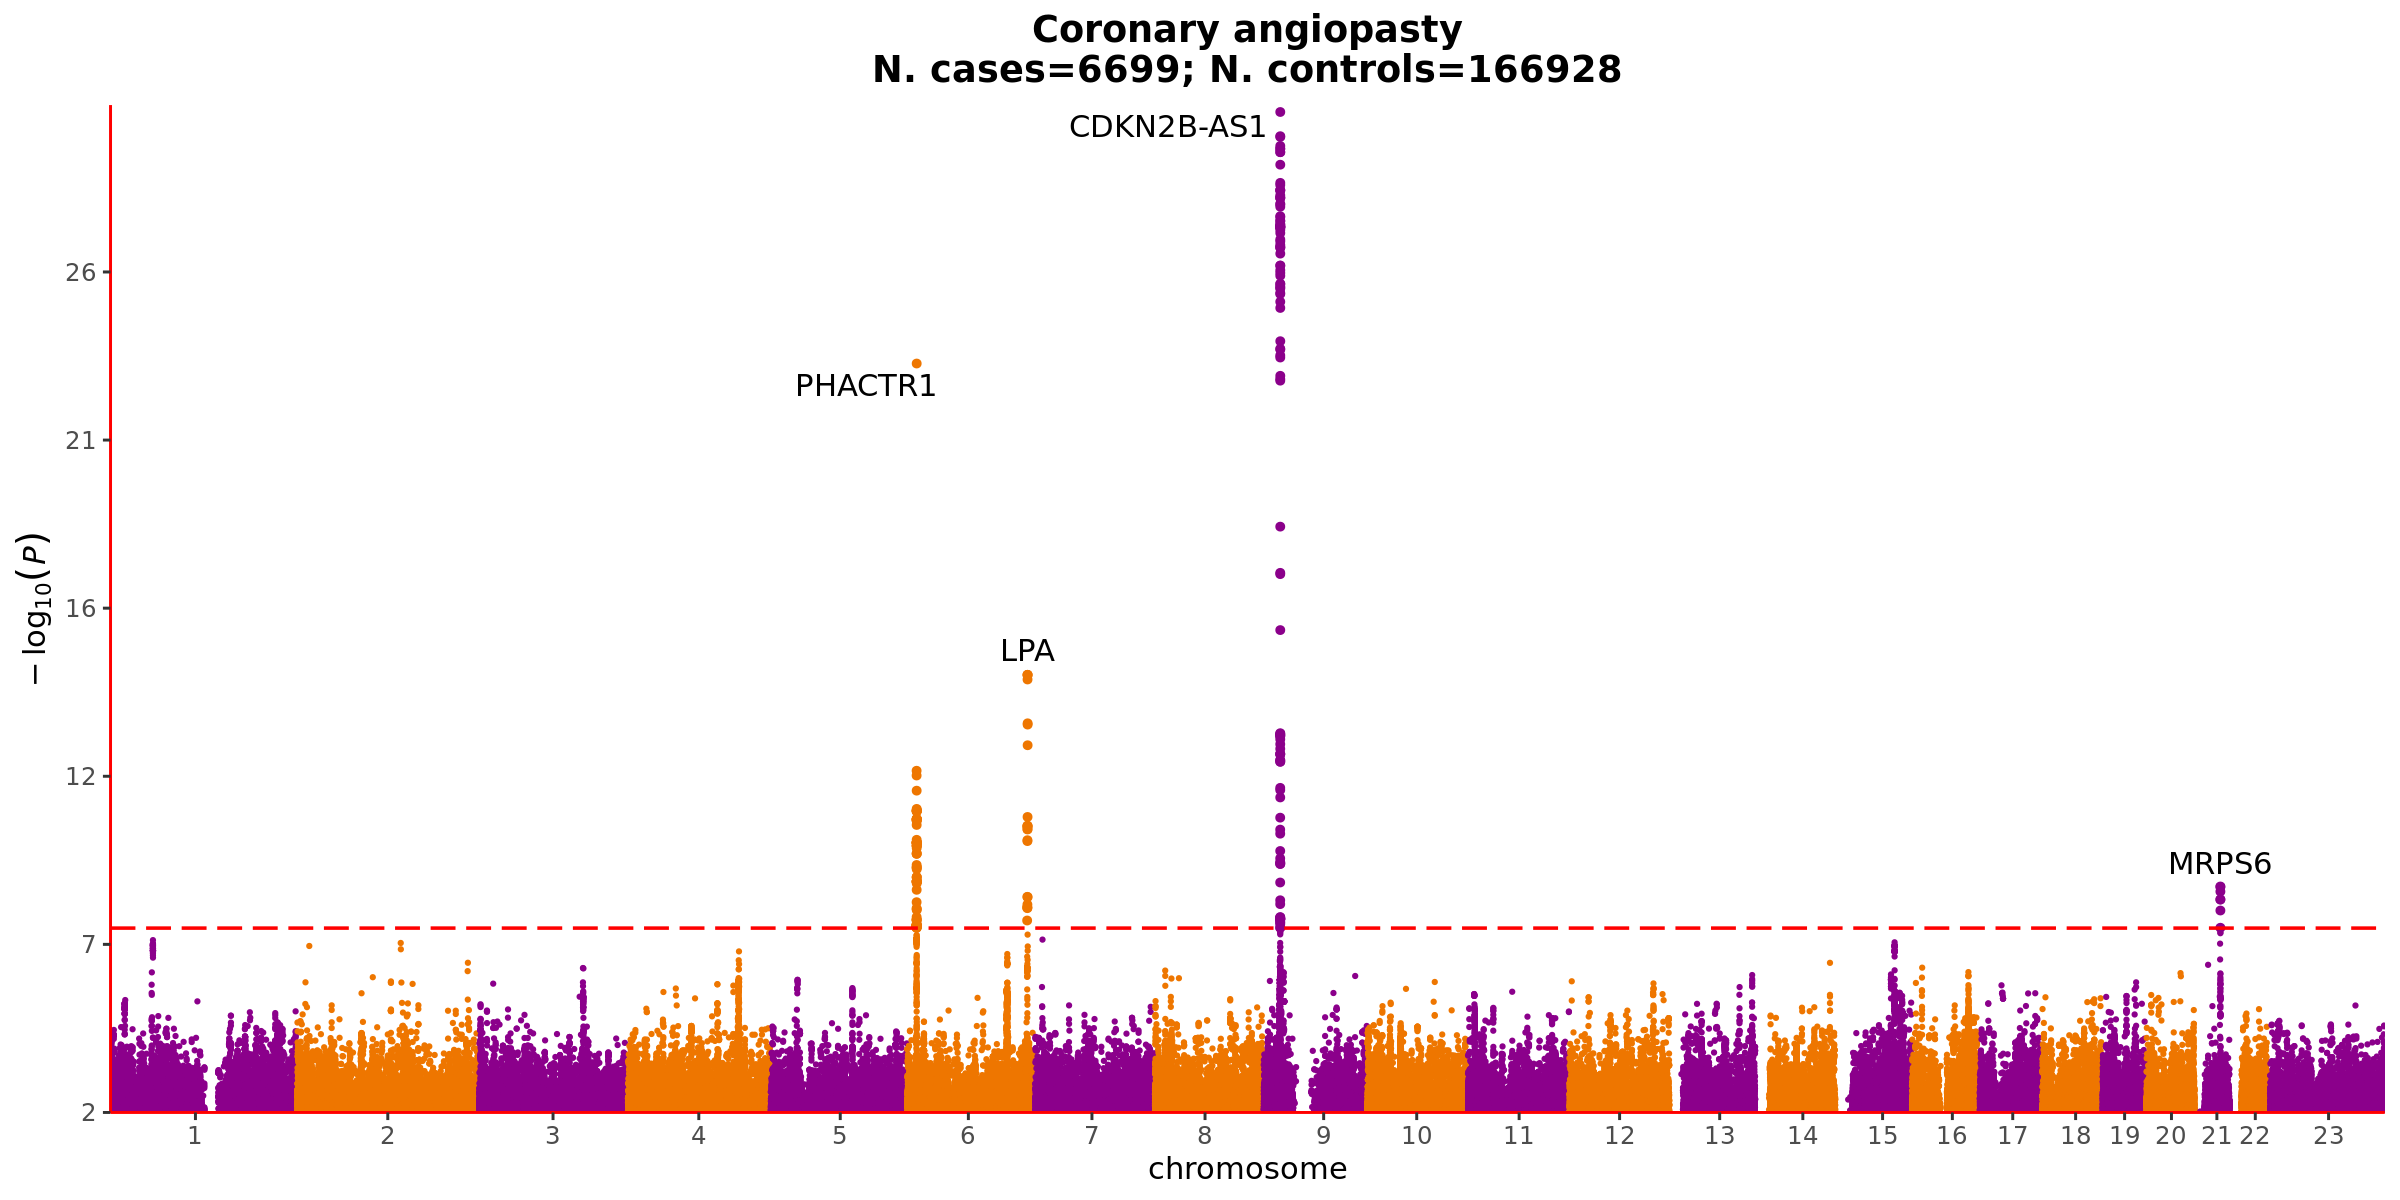 Coronary angiopasty
N. cases=6699; N. controls=166928
CDKN2B-AS1
26
PHACTR1
21
−log10(P)
16
LPA
12
MRPS6
7
2
1 2 3 4 5 6 7 8 9 10 11 12 13 14 15 16 17 18 19 20 21 22 23
chromosome